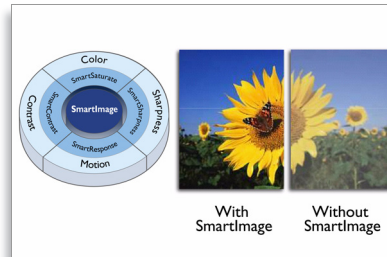 Color
SmartSaturate
Contrast
SmartContrast
SmartImage
SmartSharpness
Sharpness
SmartResponse
Motion
With
SmartImage
Without
SmartImage